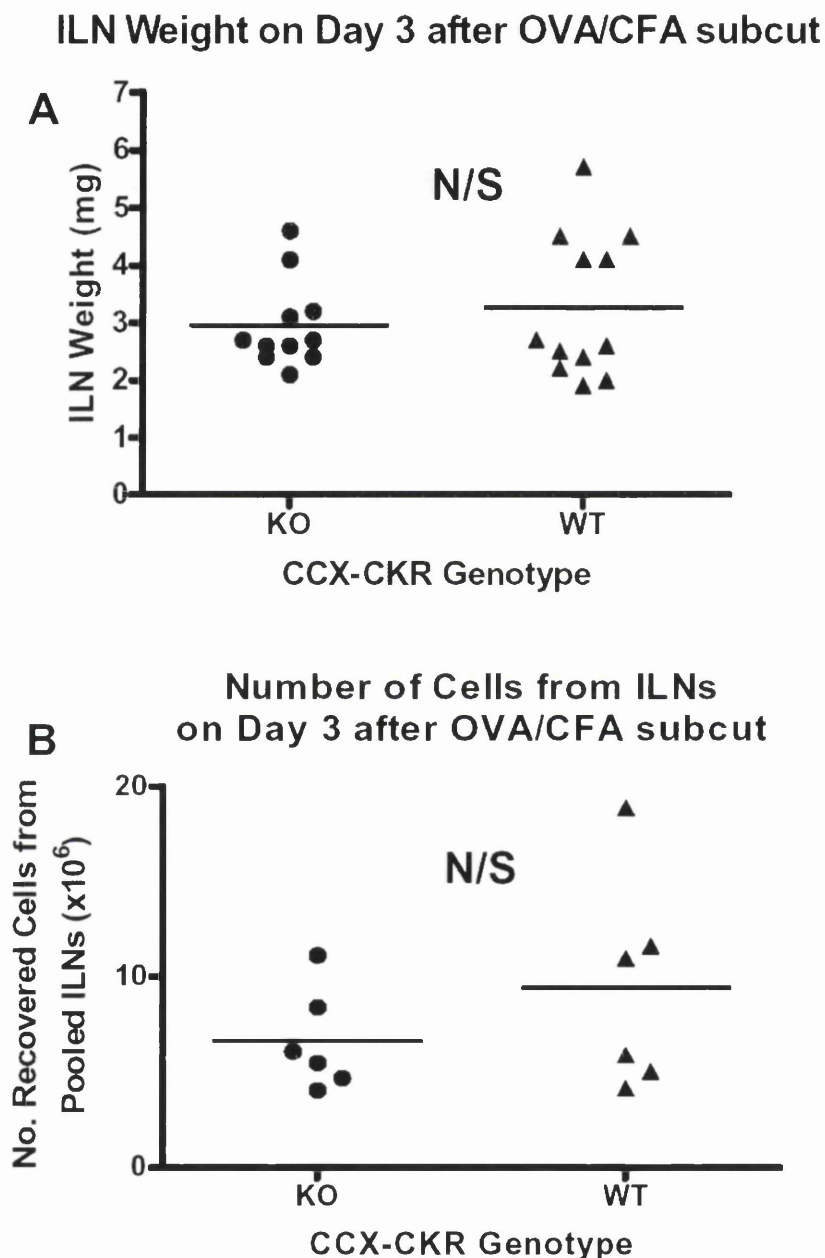 ILN Weight on Day 3 after OVA/CFA subcut
A
7
6
5
4
3
2
1
0
ILN Weight (mg)
N/S
KO
WT
CCX-CKR Genotype
Number of Cells from ILNs
on Day 3 after OVA/CFA subcut
B
20
10
0
No. Recovered Cells from
Pooled ILNs (x10⁶)
N/S
KO
WT
CCX-CKR Genotype